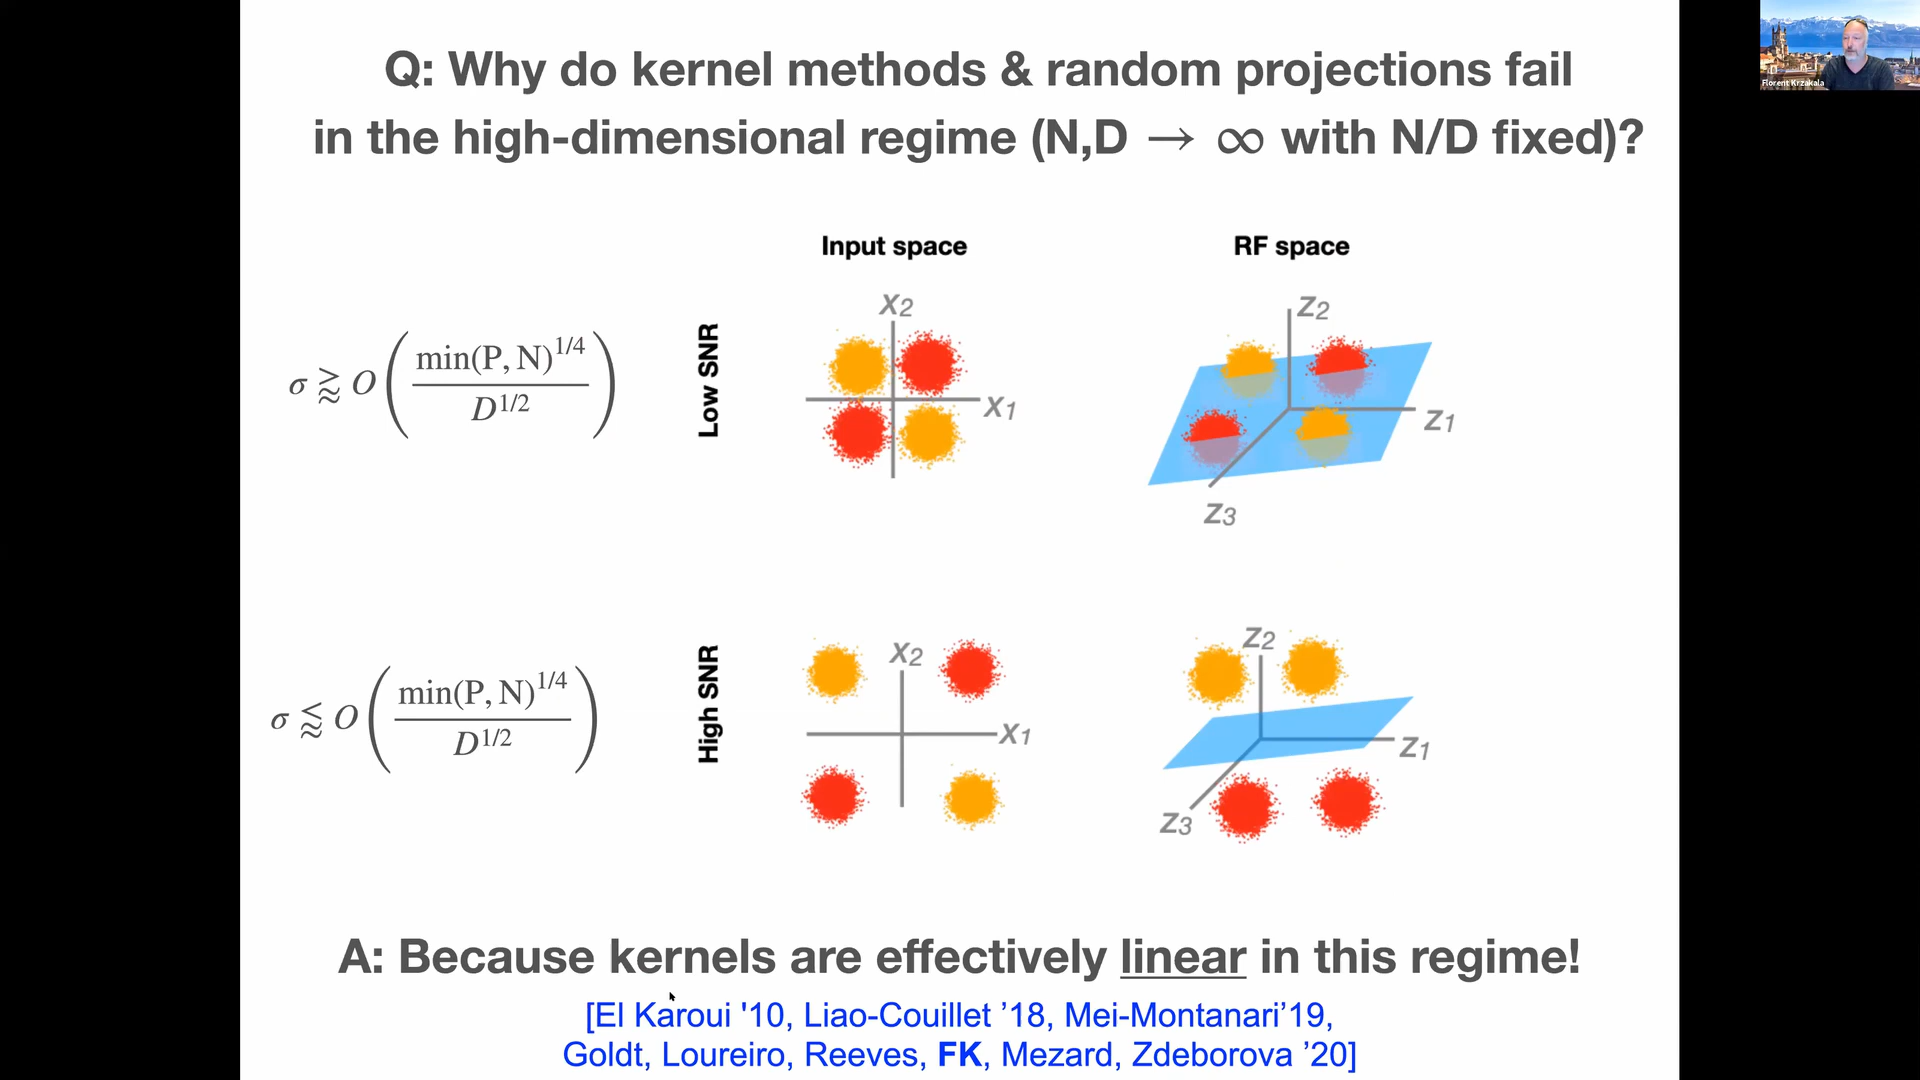 Q: Why do kernel methods & random projections fail
in the high-dimensional regime (N,D → ∞ with N/D fixed)?
Florent Krzakala
Input space
RF space
σ ⪆ O(min(P, N)^{1/4} / D^{1/2})
Low SNR
X2
X1
Z2
Z1
Z3
σ ⪅ O(min(P, N)^{1/4} / D^{1/2})
High SNR
X2
X1
Z2
Z1
Z3
A: Because kernels are effectively linear in this regime!
[El Karoui '10, Liao-Couillet ’18, Mei-Montanari’19,
Goldt, Loureiro, Reeves, FK, Mezard, Zdeborova ’20]